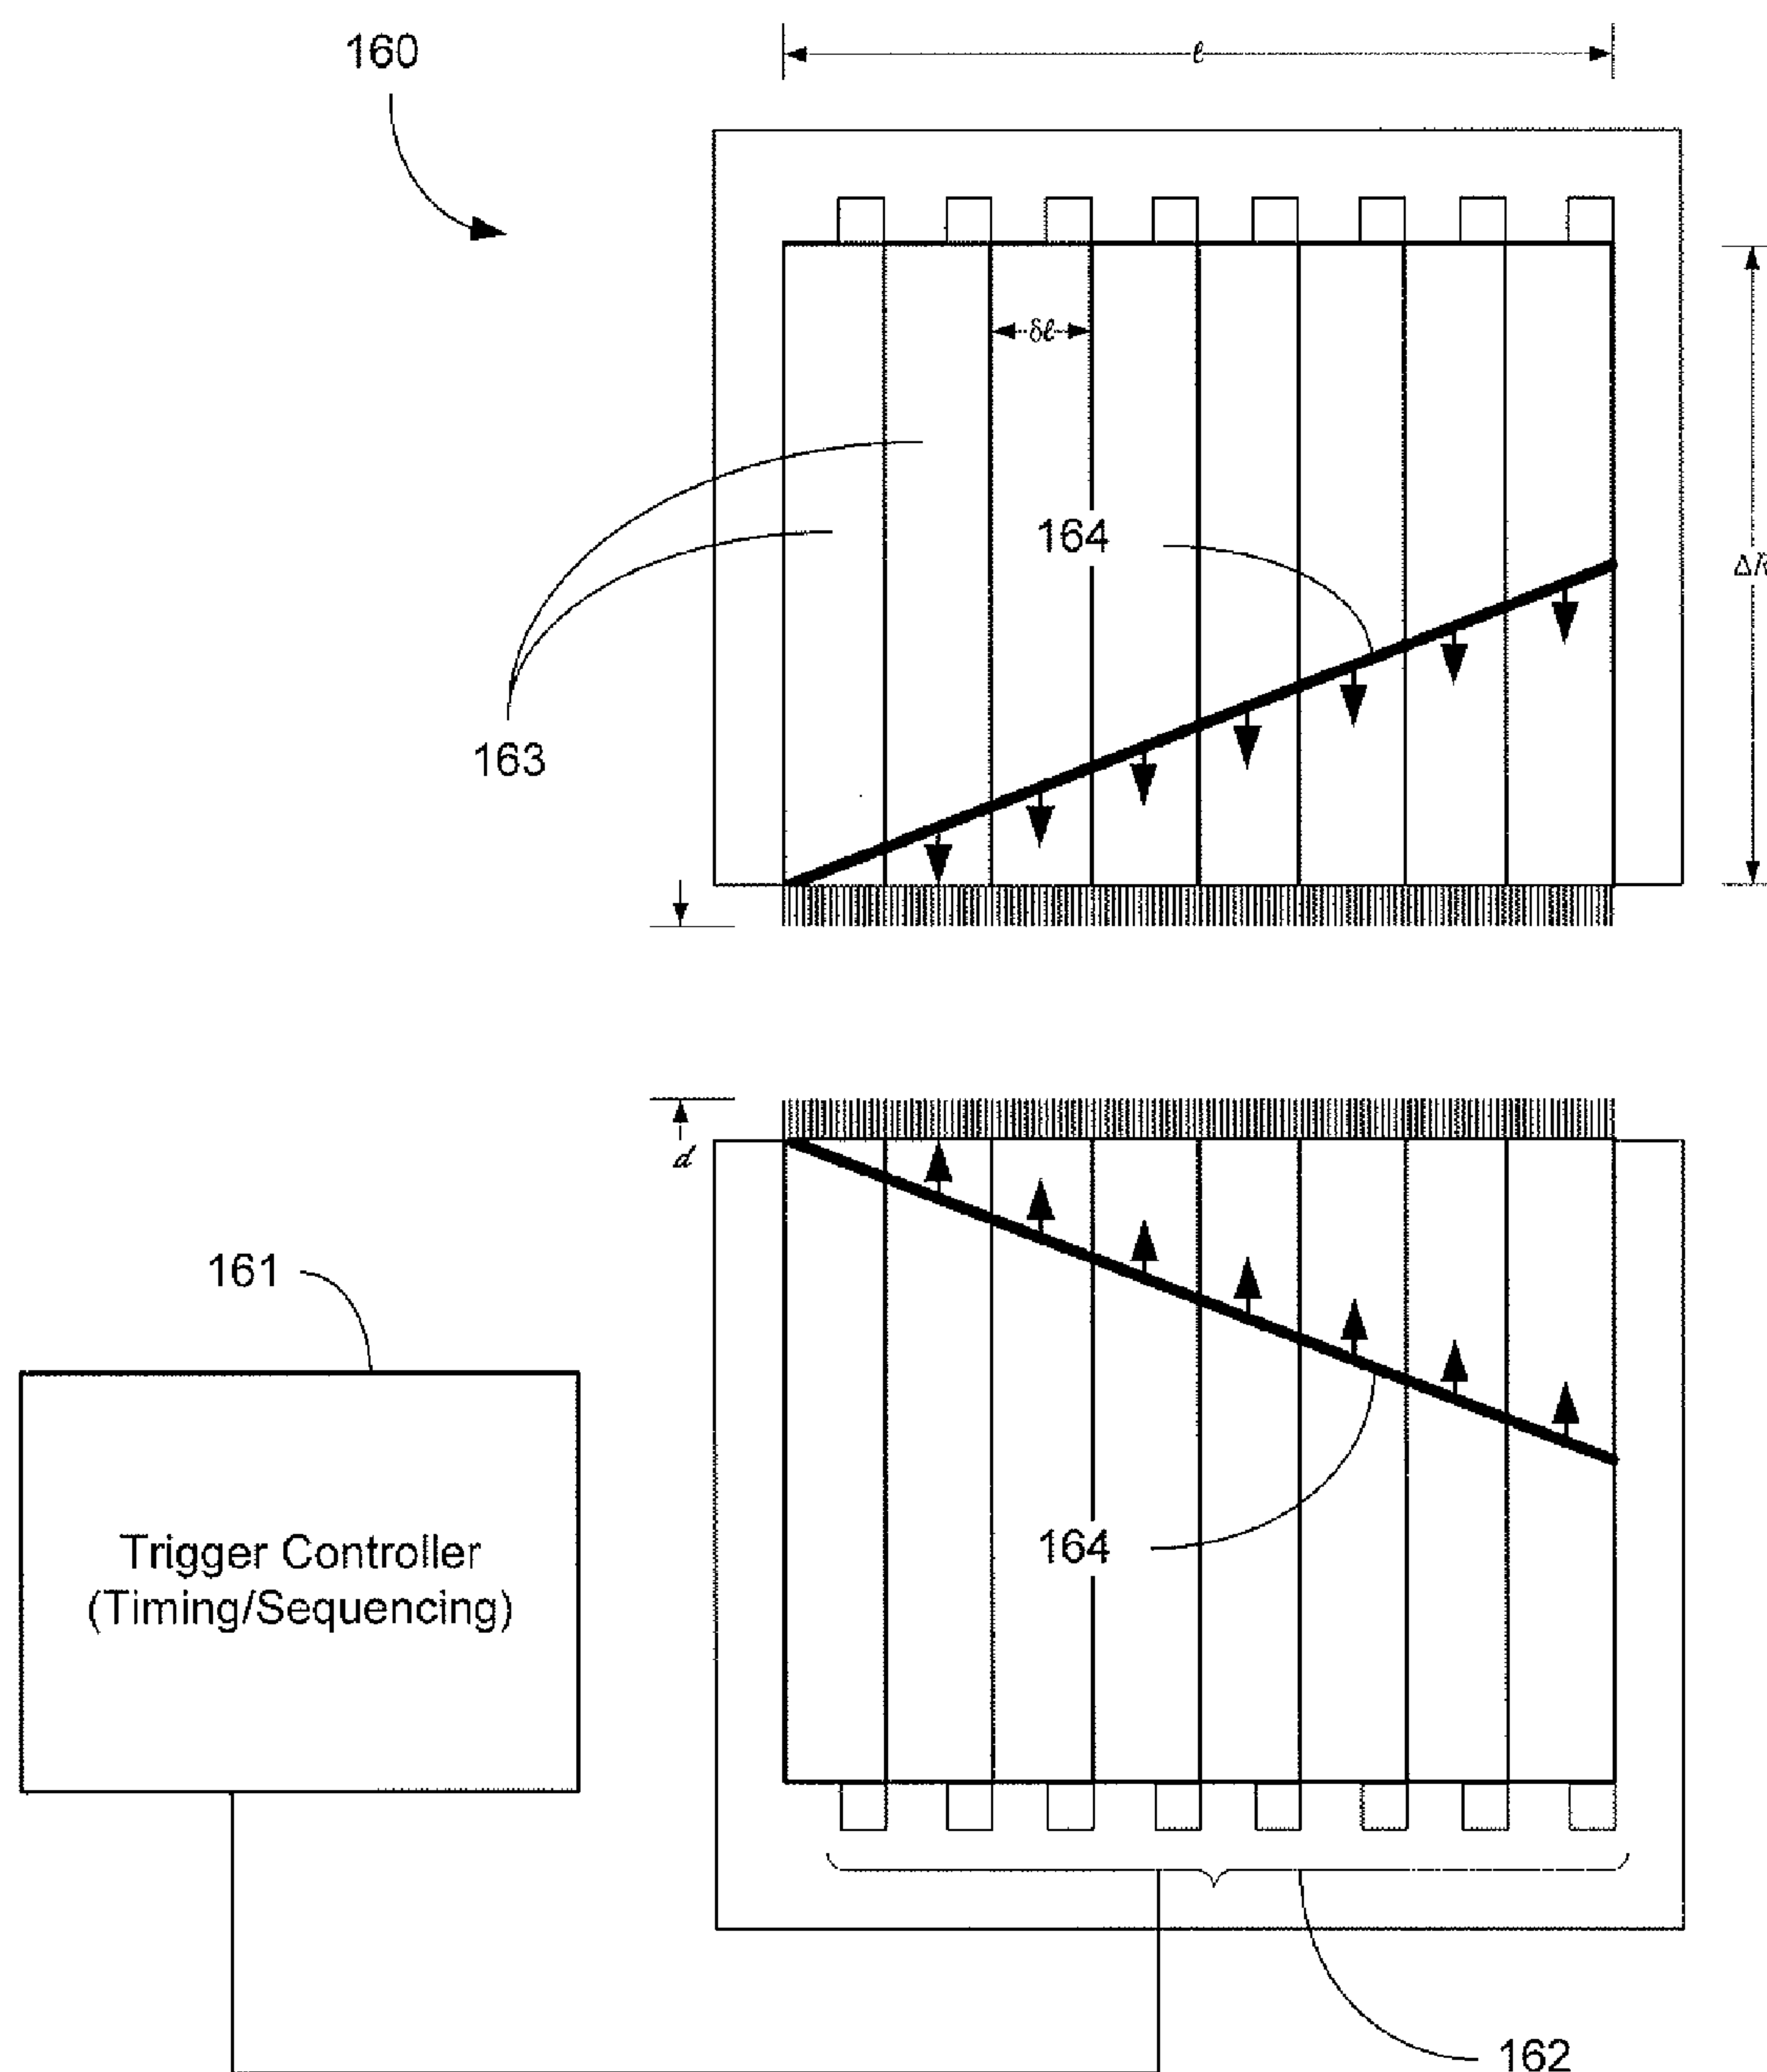 160
ℓ
δℓ
164
ΔR
163
d
161
Trigger Controller
(Timing/Sequencing)
164
162